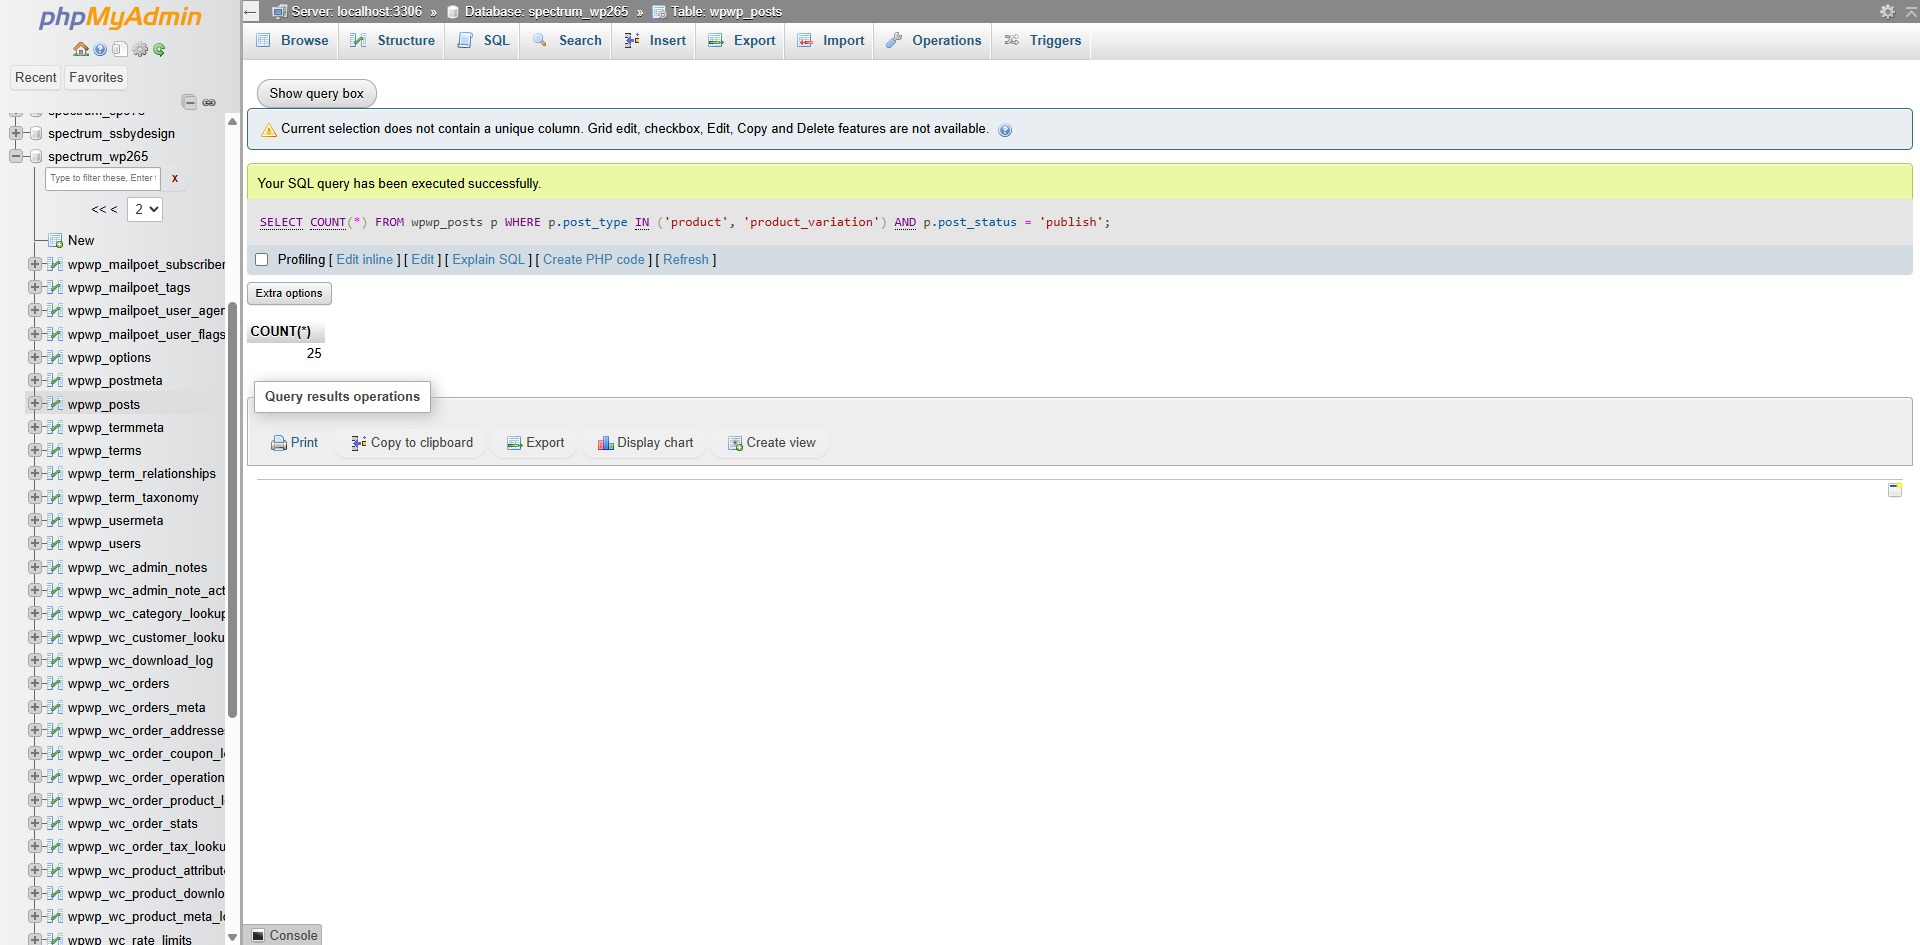 phpMyAdmin
Recent
Favorites
spectrum_ssbydesign
spectrum_wp265
Type to filter these, Enter
x
<< <
2
New
wpwp_mailpoet_subscriber
wpwp_mailpoet_tags
wpwp_mailpoet_user_agen
wpwp_mailpoet_user_flags
wpwp_options
wpwp_postmeta
wpwp_posts
wpwp_termmeta
wpwp_terms
wpwp_term_relationships
wpwp_term_taxonomy
wpwp_usermeta
wpwp_users
wpwp_wc_admin_notes
wpwp_wc_admin_note_act
wpwp_wc_category_lookup
wpwp_wc_customer_looku
wpwp_wc_download_log
wpwp_wc_orders
wpwp_wc_orders_meta
wpwp_wc_order_addresse
wpwp_wc_order_coupon_l
wpwp_wc_order_operation
wpwp_wc_order_product_l
wpwp_wc_order_stats
wpwp_wc_order_tax_looku
wpwp_wc_product_attribut
wpwp_wc_product_downlo
wpwp_wc_product_meta_l
wpwp_wc_rate_limits
Server: localhost:3306 » Database: spectrum_wp265 » Table: wpwp_posts
Browse
Structure
SQL
Search
Insert
Export
Import
Operations
Triggers
Show query box
Current selection does not contain a unique column. Grid edit, checkbox, Edit, Copy and Delete features are not available.
Your SQL query has been executed successfully.
SELECT COUNT(*) FROM wpwp_posts p WHERE p.post_type IN ('product', 'product_variation') AND p.post_status = 'publish';
Profiling [ Edit inline ] [ Edit ] [ Explain SQL ] [ Create PHP code ] [ Refresh ]
Extra options
COUNT(*)
25
Query results operations
Print
Copy to clipboard
Export
Display chart
Create view
Console